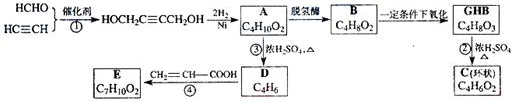 HCHO
HC≡CH
催化剂
①
HOCH₂C≡CCH₂OH
2H₂
Ni
A
C₄H₁₀O₂
脱氢酶
B
C₄H₈O₂
一定条件下氧化
GHB
C₄H₈O₃
③浓H₂SO₄,△
②浓H₂SO₄,△
E
C₇H₁₀O₂
CH₂=CH-COOH
④
D
C₄H₆
C(环状)
C₄H₆O₂